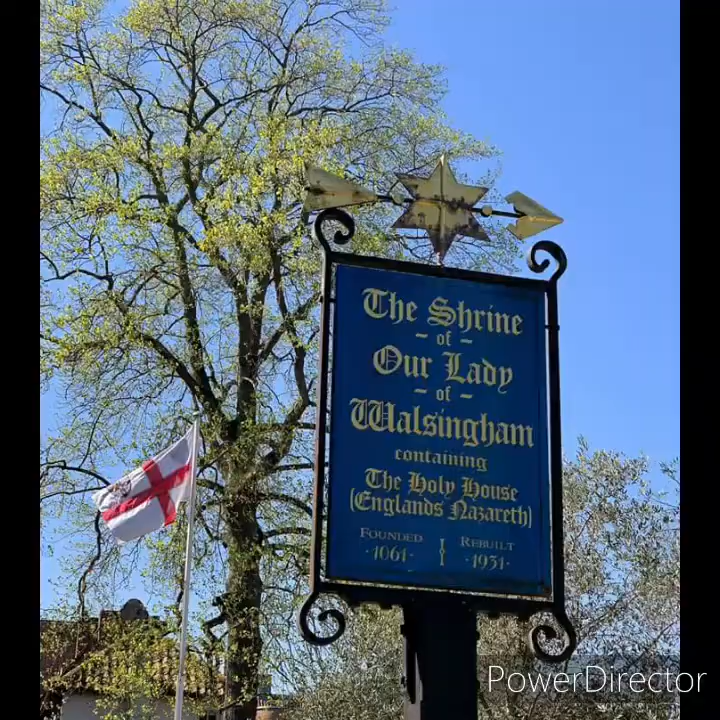 The Shrine
- of -
Our Lady
- of -
Walsingham
containing
The Holy House
(Englands Nazareth)
FOUNDED REBUILT
·1061· ·1931·
PowerDirector